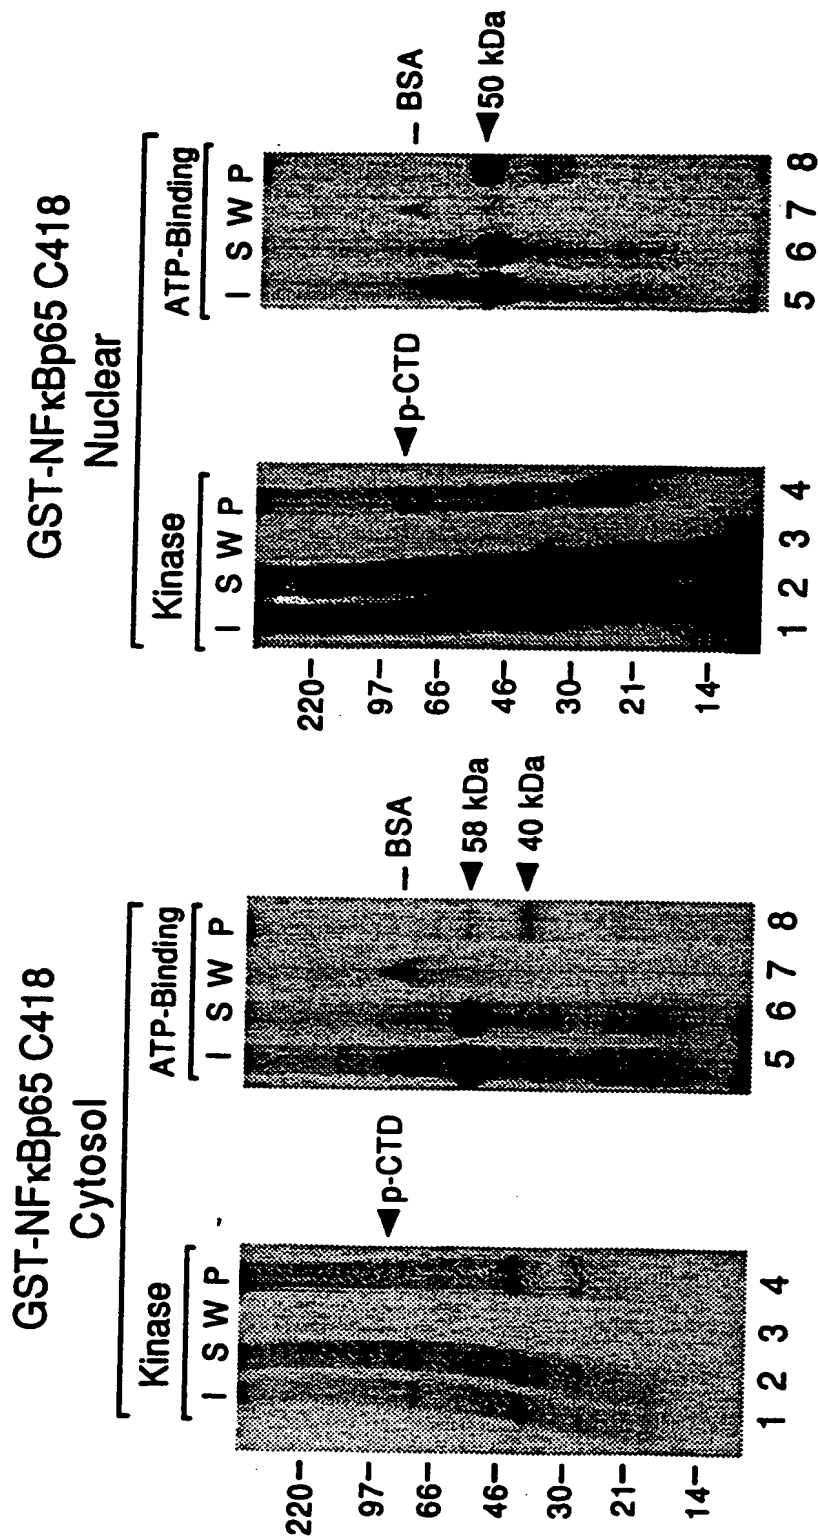 GST-NFκBp65 C418
Cytosol
Kinase
I S W P
220–
97–
66–
46–
30–
21–
14–
1 2 3 4
◀p-CTD
ATP-Binding
I S W P
– BSA
◀58 kDa
◀40 kDa
5 6 7 8
GST-NFκBp65 C418
Nuclear
Kinase
I S W P
220–
97–
66–
46–
30–
21–
14–
1 2 3 4
◀p-CTD
ATP-Binding
I S W P
– BSA
◀50 kDa
5 6 7 8